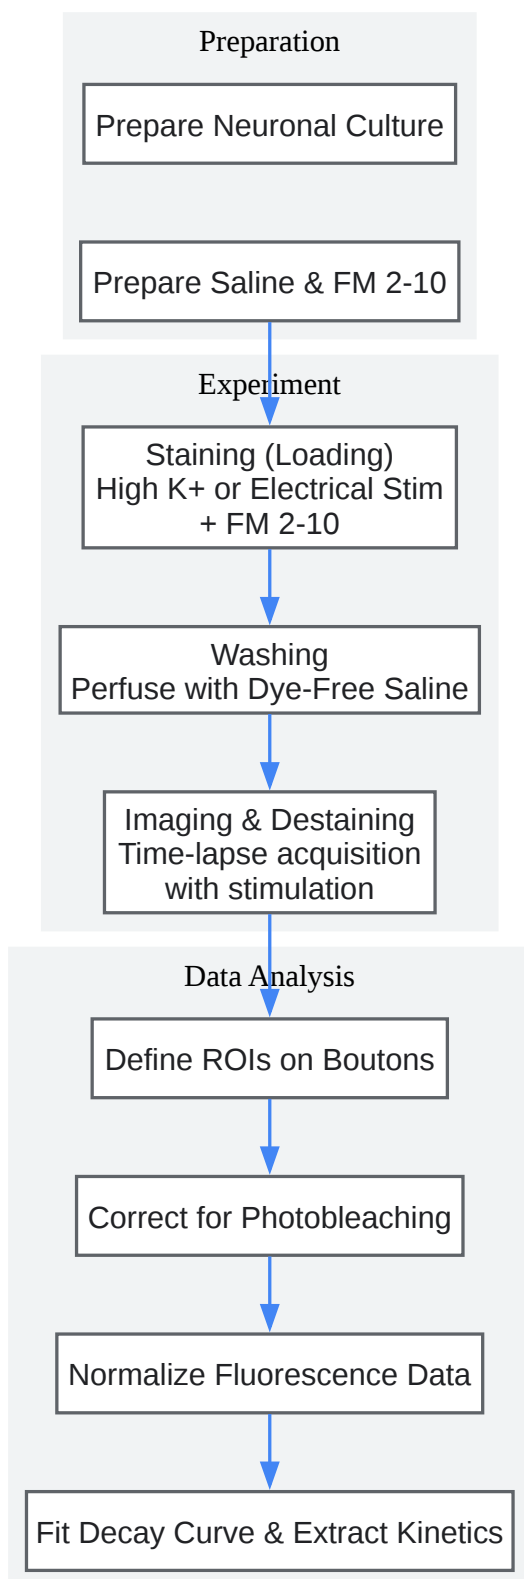 Preparation
Prepare Neuronal Culture
Prepare Saline & FM 2-10
Experiment
Staining (Loading)
High K+ or Electrical Stim
+ FM 2-10
Washing
Perfuse with Dye-Free Saline
Imaging & Destaining
Time-lapse acquisition
with stimulation
Data Analysis
Define ROIs on Boutons
Correct for Photobleaching
Normalize Fluorescence Data
Fit Decay Curve & Extract Kinetics